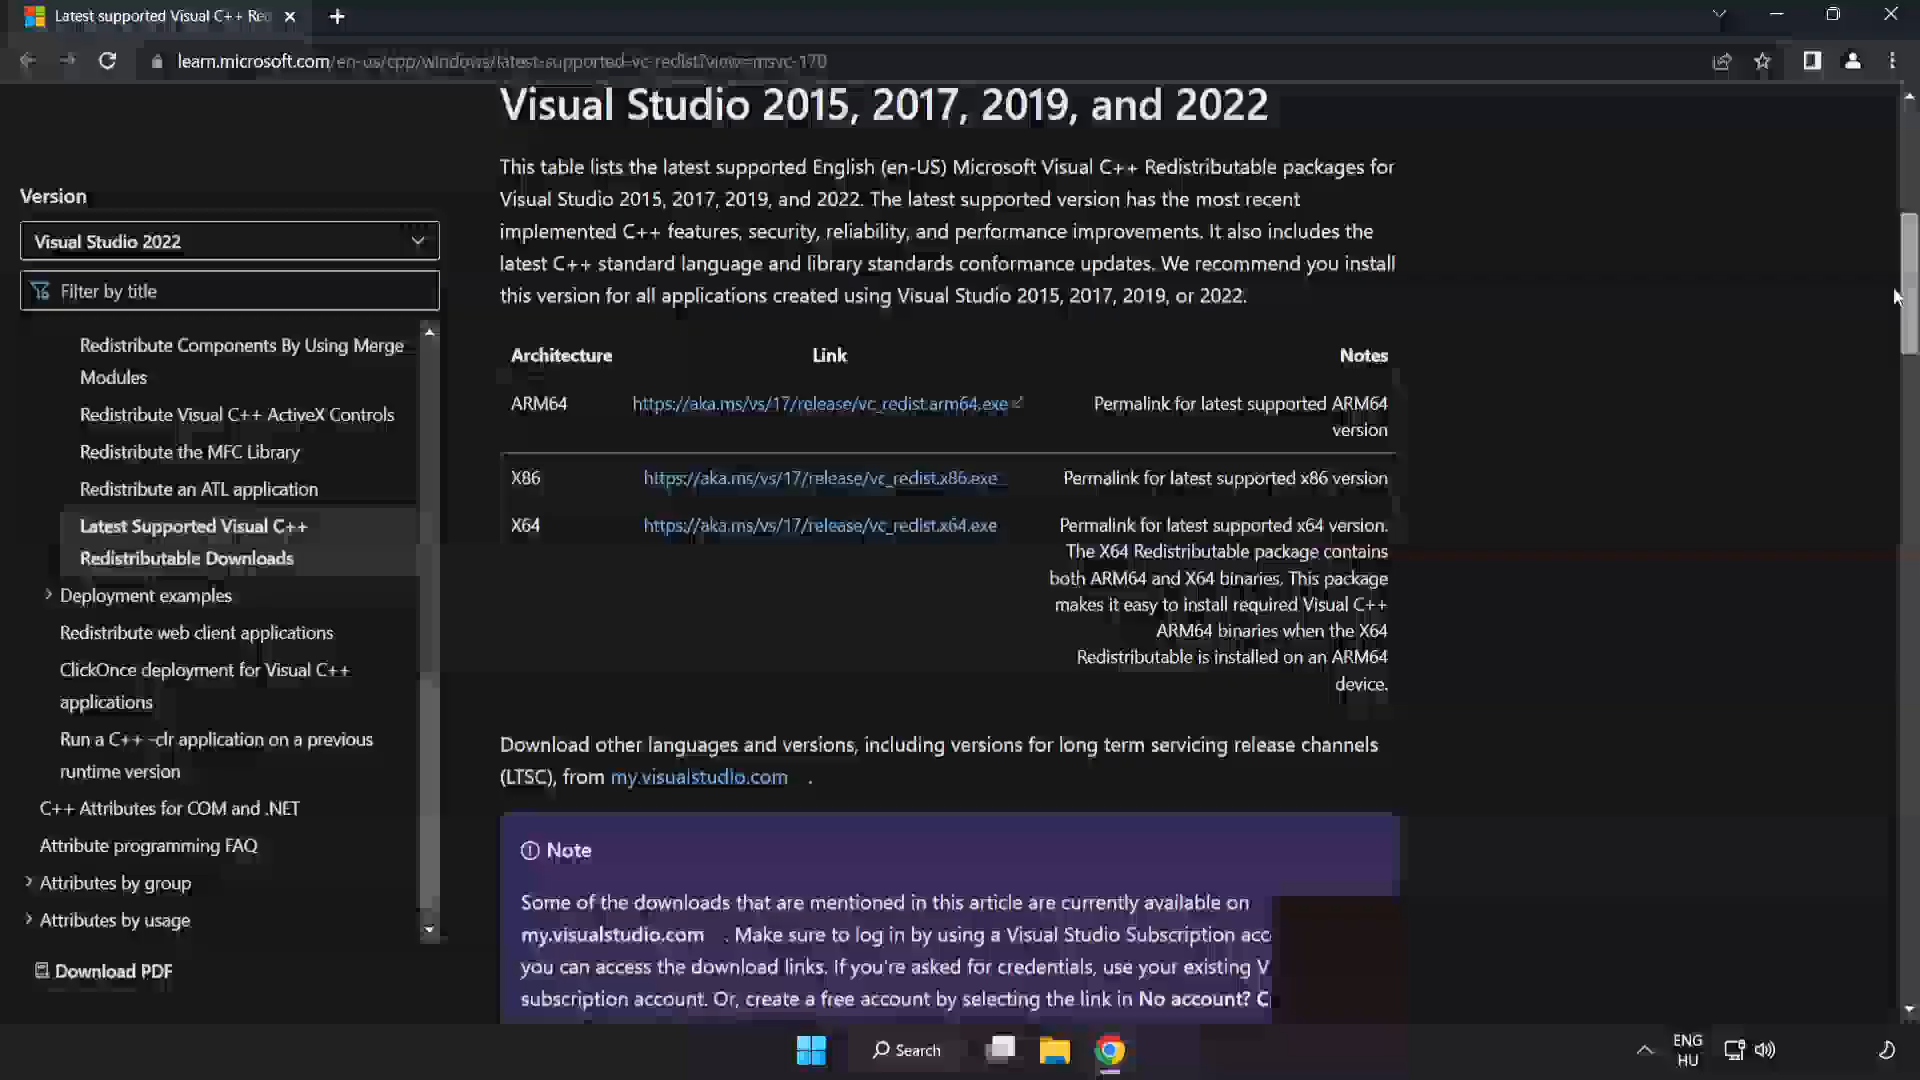 Latest supported Visual C++ Re
learn.microsoft.com/en-us/cpp/windows/latest-supported-vc-redist?view=msvc-170
Visual Studio 2015, 2017, 2019, and 2022
This table lists the latest supported English (en-US) Microsoft Visual C++ Redistributable packages for
Visual Studio 2015, 2017, 2019, and 2022. The latest supported version has the most recent
implemented C++ features, security, reliability, and performance improvements. It also includes the
latest C++ standard language and library standards conformance updates. We recommend you install
this version for all applications created using Visual Studio 2015, 2017, 2019, or 2022.
Version
Visual Studio 2022
Filter by title
Redistribute Components By Using Merge
Modules
Redistribute Visual C++ ActiveX Controls
Redistribute the MFC Library
Redistribute an ATL application
Latest Supported Visual C++
Redistributable Downloads
Deployment examples
Redistribute web client applications
ClickOnce deployment for Visual C++
applications
Run a C++ -clr application on a previous
runtime version
C++ Attributes for COM and .NET
Attribute programming FAQ
Attributes by group
Attributes by usage
Download PDF
Architecture Link Notes
ARM64 https://aka.ms/vs/17/release/vc_redist.arm64.exe Permalink for latest supported ARM64
version
X86 https://aka.ms/vs/17/release/vc_redist.x86.exe Permalink for latest supported x86 version
X64 https://aka.ms/vs/17/release/vc_redist.x64.exe Permalink for latest supported x64 version.
The X64 Redistributable package contains
both ARM64 and X64 binaries. This package
makes it easy to install required Visual C++
ARM64 binaries when the X64
Redistributable is installed on an ARM64
device.
Download other languages and versions, including versions for long term servicing release channels
(LTSC), from my.visualstudio.com .
Note
Some of the downloads that are mentioned in this article are currently available on
my.visualstudio.com . Make sure to log in by using a Visual Studio Subscription acc
you can access the download links. If you're asked for credentials, use your existing V
subscription account. Or, create a free account by selecting the link in No account? C
Search
ENG
HU